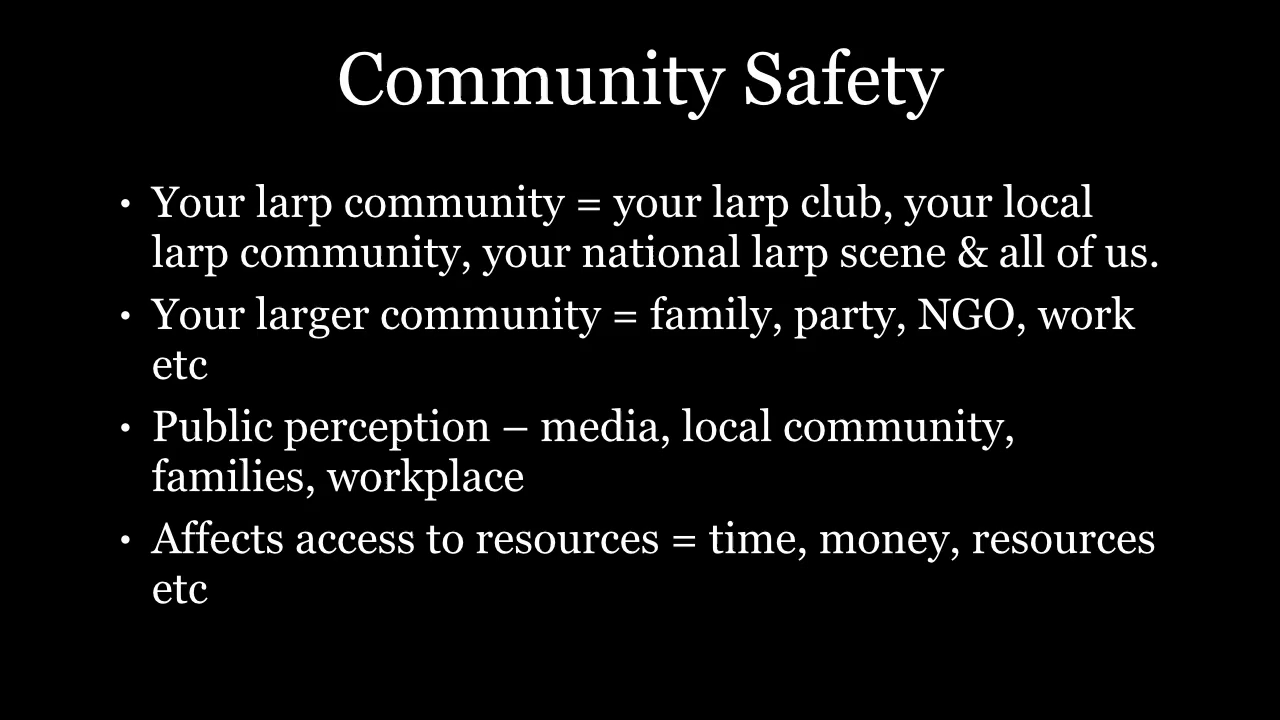 Community Safety
• Your larp community = your larp club, your local
larp community, your national larp scene & all of us.
• Your larger community = family, party, NGO, work
etc
• Public perception – media, local community,
families, workplace
• Affects access to resources = time, money, resources
etc